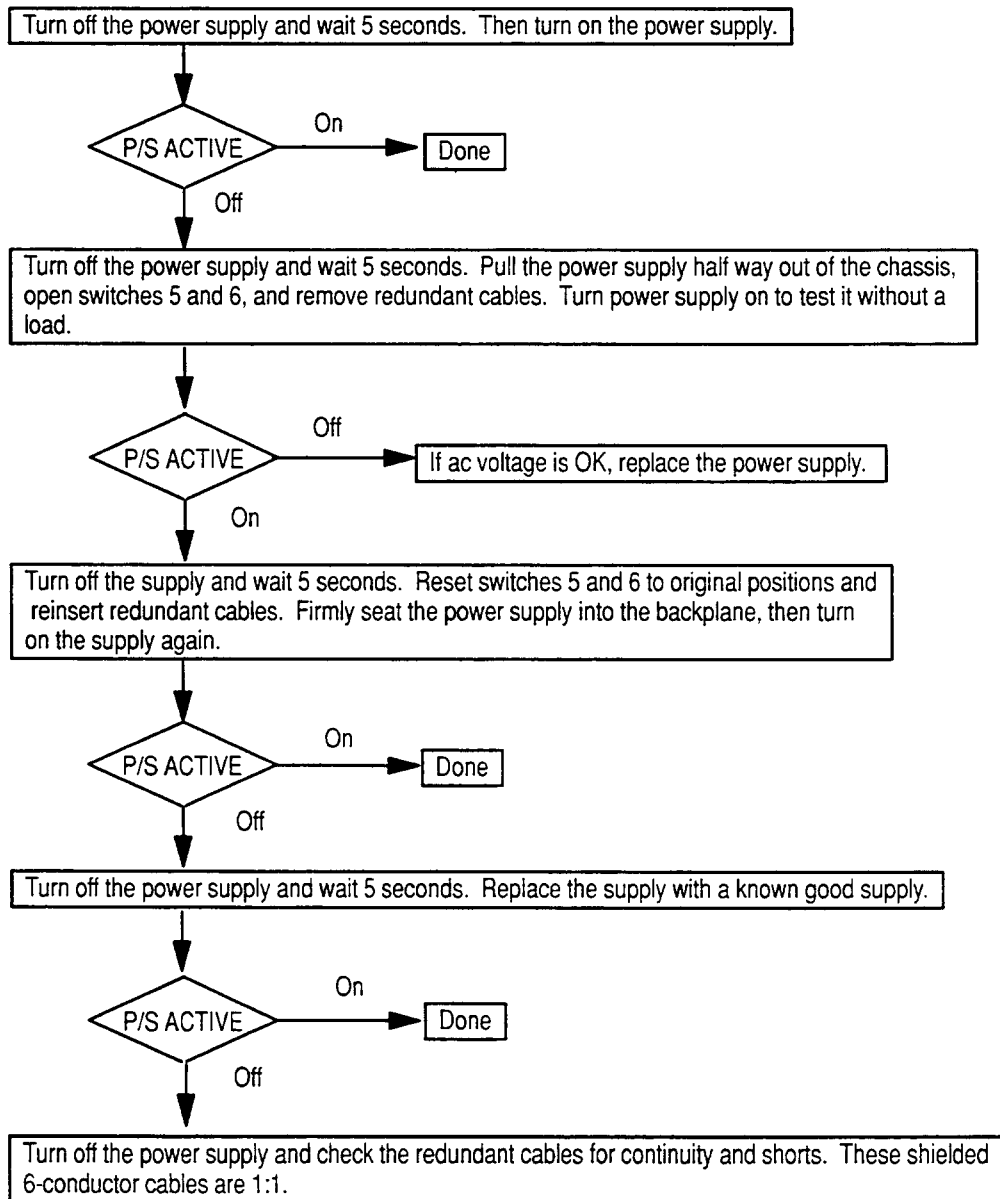 Turn off the power supply and wait 5 seconds. Then turn on the power supply.
P/S ACTIVE
On
Done
Off
Turn off the power supply and wait 5 seconds. Pull the power supply half way out of the chassis,
open switches 5 and 6, and remove redundant cables. Turn power supply on to test it without a
load.
P/S ACTIVE
Off
If ac voltage is OK, replace the power supply.
On
Turn off the supply and wait 5 seconds. Reset switches 5 and 6 to original positions and
reinsert redundant cables. Firmly seat the power supply into the backplane, then turn
on the supply again.
P/S ACTIVE
On
Done
Off
Turn off the power supply and wait 5 seconds. Replace the supply with a known good supply.
P/S ACTIVE
On
Done
Off
Turn off the power supply and check the redundant cables for continuity and shorts. These shielded
6-conductor cables are 1:1.